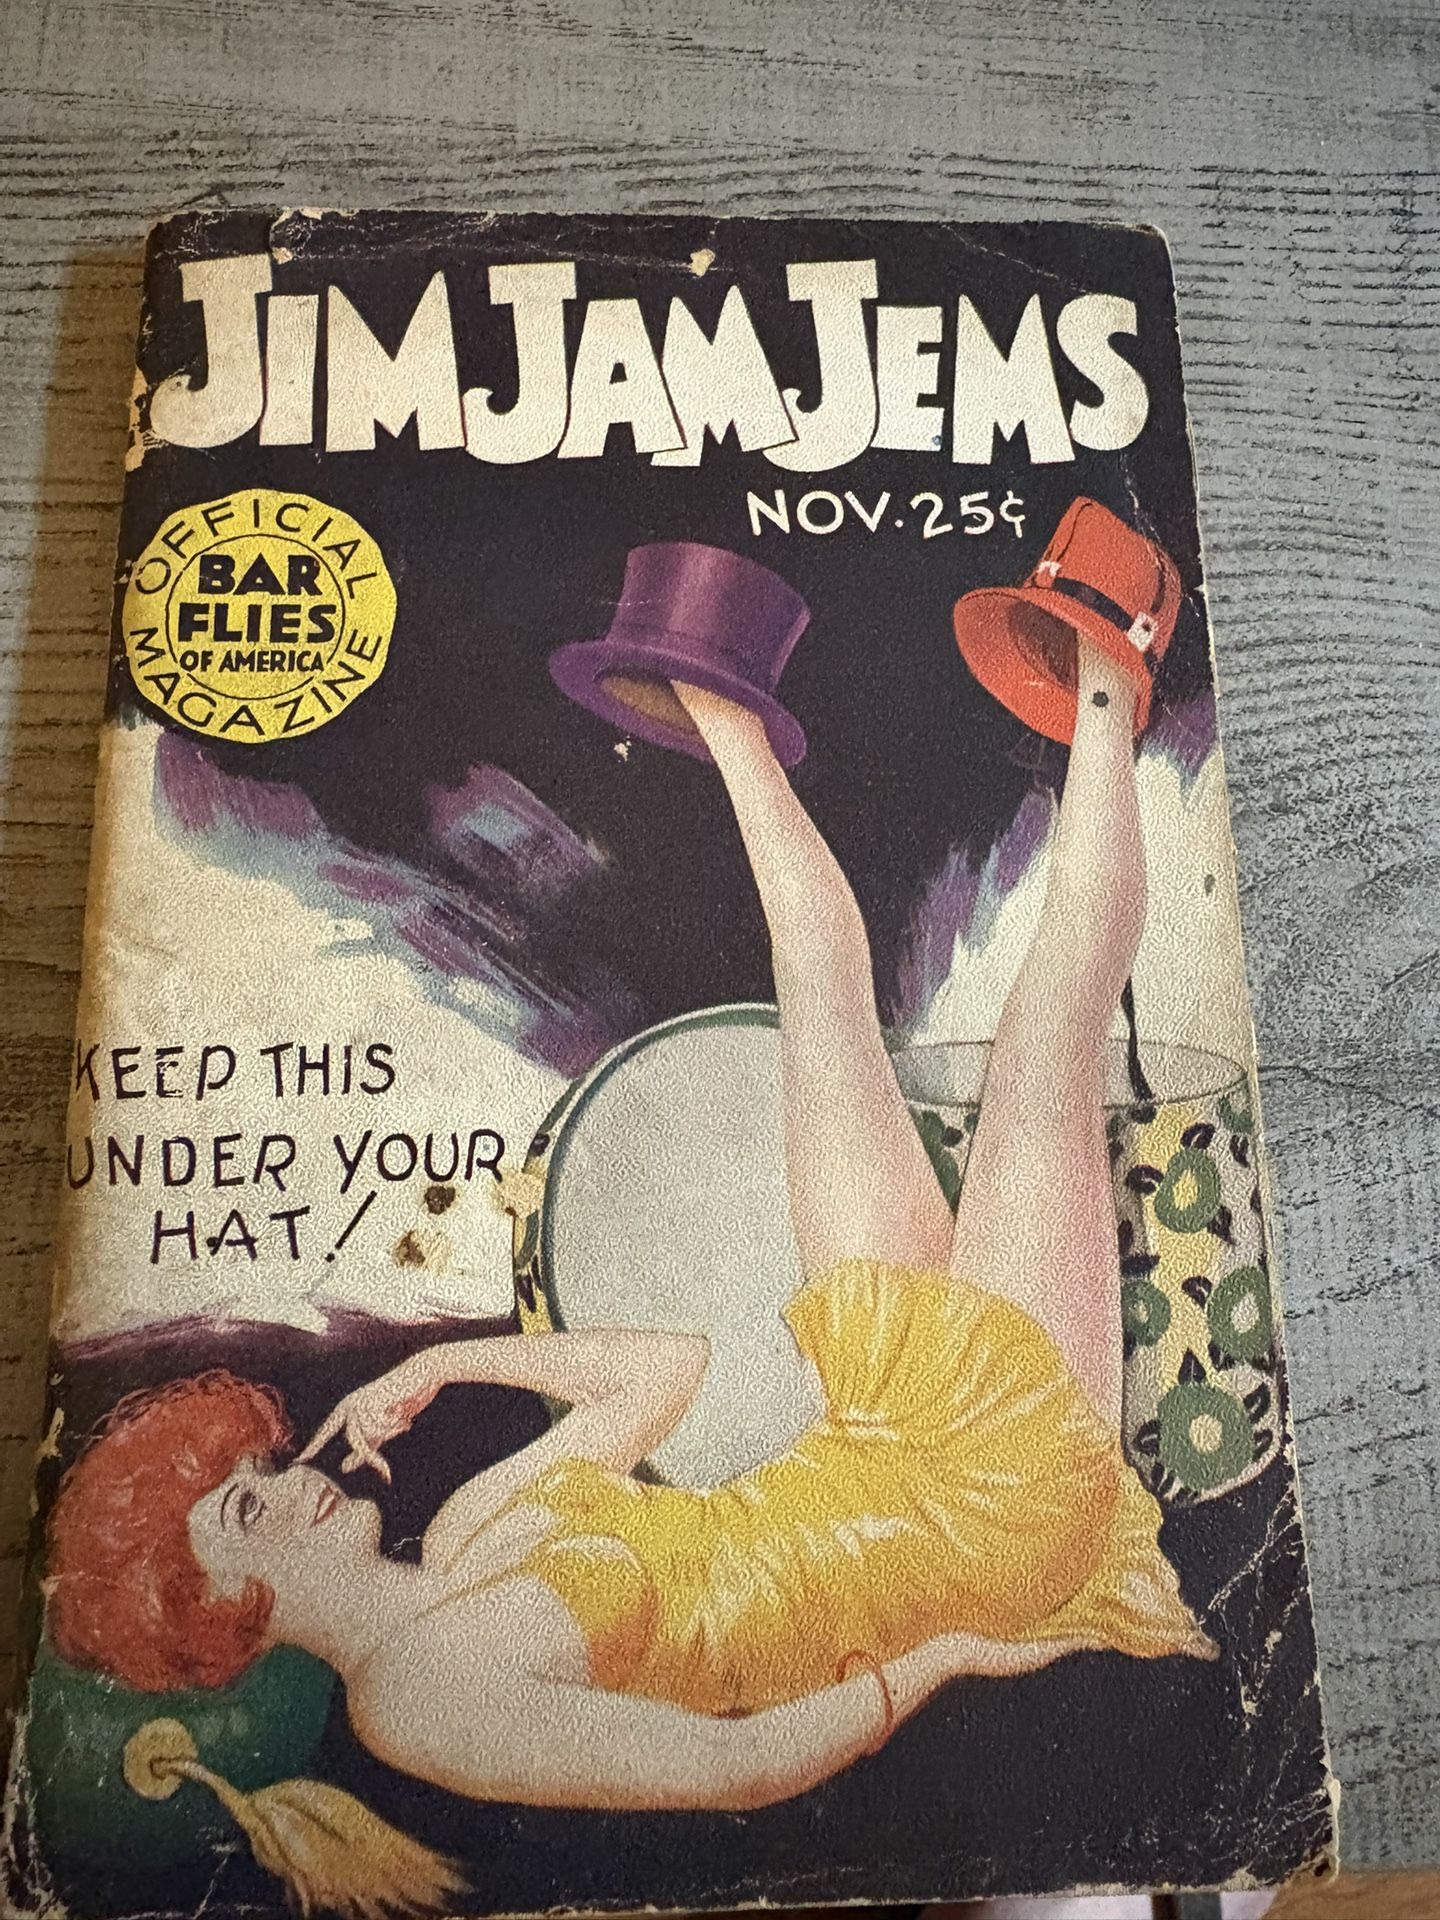 JIM JAM JEMS
NOV. 25¢
OFFICIAL
BAR
FLIES
OF AMERICA
MAGAZINE
KEEP THIS
UNDER YOUR
HAT!